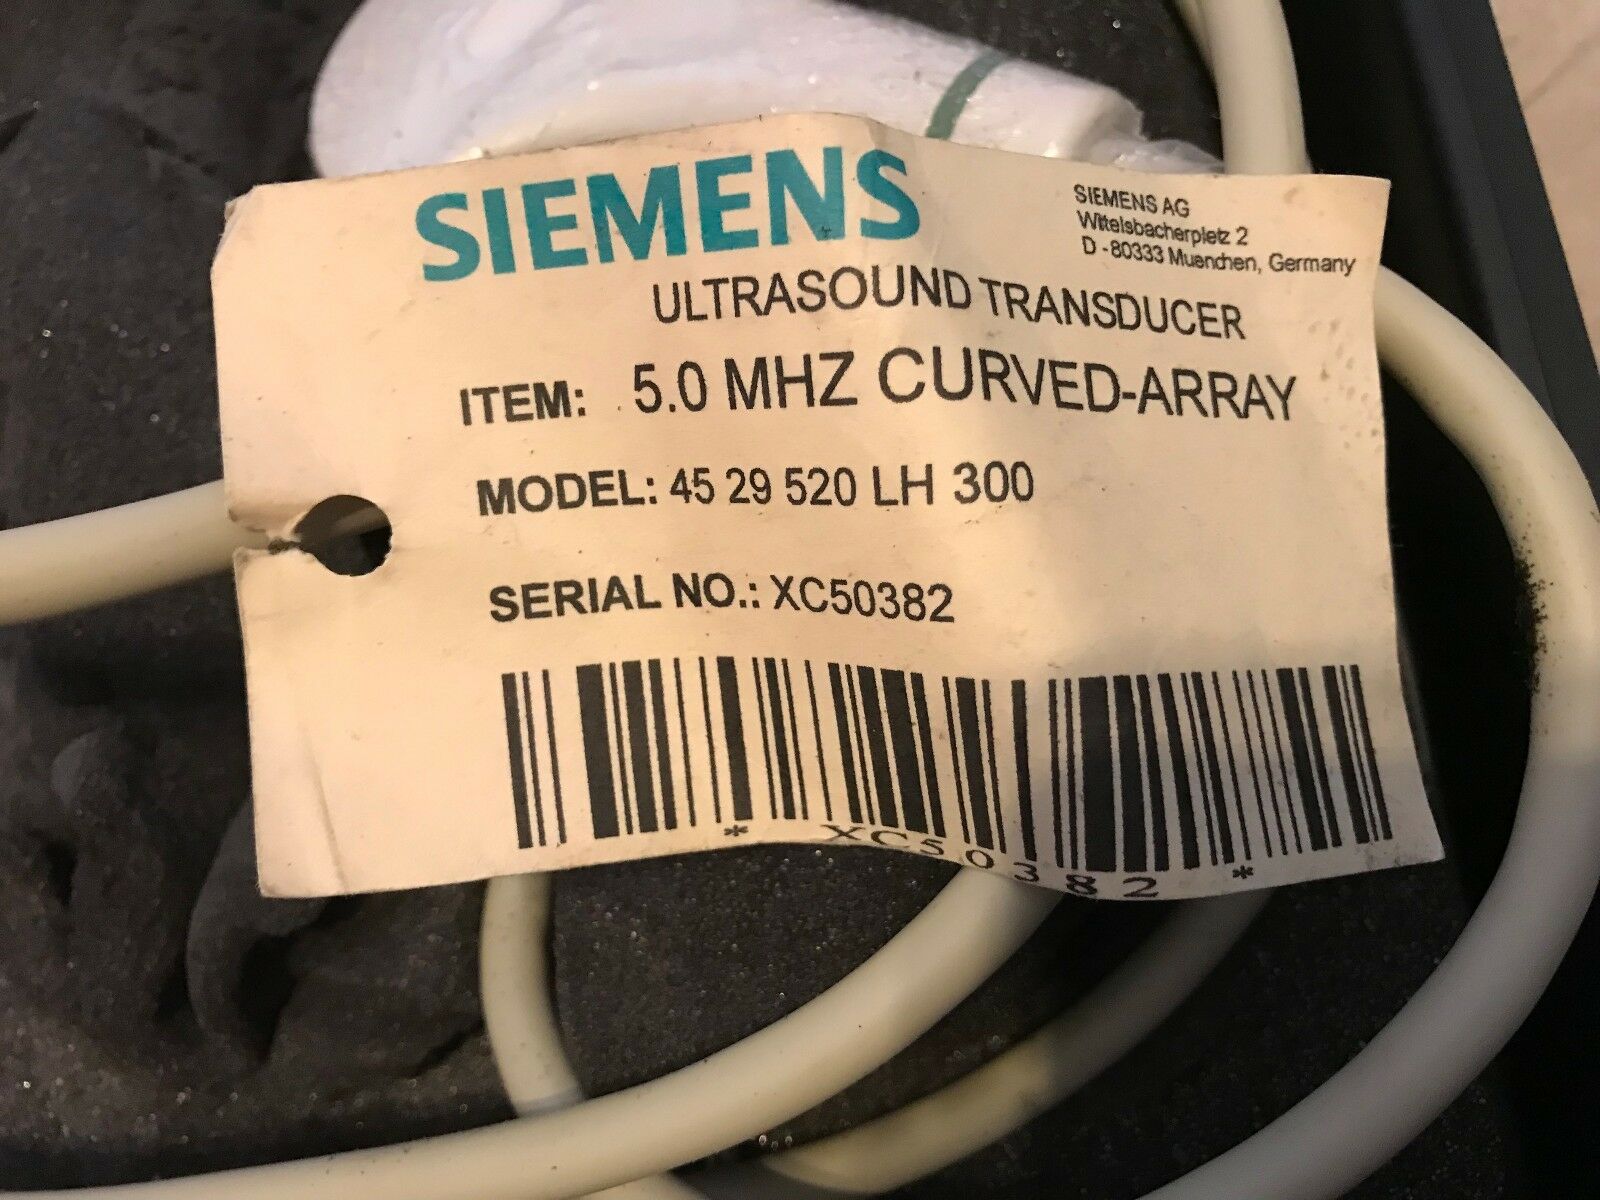 SIEMENS
SIEMENS AG
Wittelsbacherpletz 2
D - 80333 Muenchen, Germany
ULTRASOUND TRANSDUCER
ITEM: 5.0 MHZ CURVED-ARRAY
MODEL: 45 29 520 LH 300
SERIAL NO.: XC50382
* XC50382 *